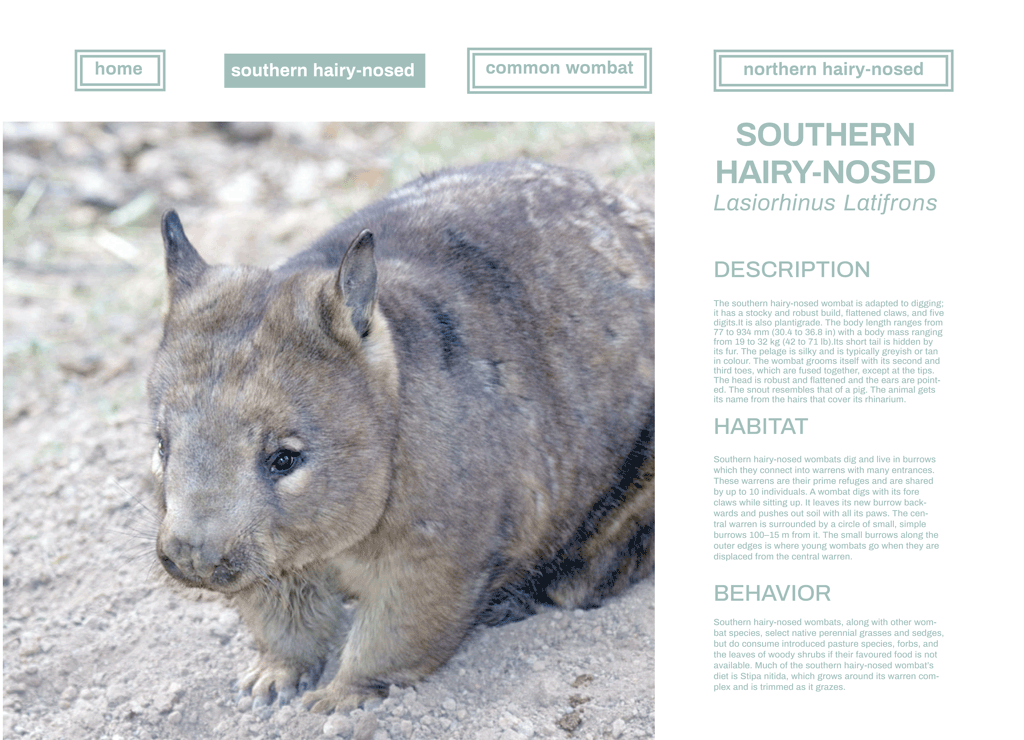 home
southern hairy-nosed
common wombat
northern hairy-nosed
SOUTHERN
HAIRY-NOSED
Lasiorhinus Latifrons
DESCRIPTION
The southern hairy-nosed wombat is adapted to digging;
it has a stocky and robust build, flattened claws, and five
digits.It is also plantigrade. The body length ranges from
77 to 934 mm (30.4 to 36.8 in) with a body mass ranging
from 19 to 32 kg (42 to 71 lb).Its short tail is hidden by
its fur. The pelage is silky and is typically greyish or tan
in colour. The wombat grooms itself with its second and
third toes, which are fused together, except at the tips.
The head is robust and flattened and the ears are point-
ed. The snout resembles that of a pig. The animal gets
its name from the hairs that cover its rhinarium.
HABITAT
Southern hairy-nosed wombats dig and live in burrows
which they connect into warrens with many entrances.
These warrens are their prime refuges and are shared
by up to 10 individuals. A wombat digs with its fore
claws while sitting up. It leaves its new burrow back-
wards and pushes out soil with all its paws. The cen-
tral warren is surrounded by a circle of small, simple
burrows 100–15 m from it. The small burrows along the
outer edges is where young wombats go when they are
displaced from the central warren.
BEHAVIOR
Southern hairy-nosed wombats, along with other wom-
bat species, select native perennial grasses and sedges,
but do consume introduced pasture species, forbs, and
the leaves of woody shrubs if their favoured food is not
available. Much of the southern hairy-nosed wombat's
diet is Stipa nitida, which grows around its warren com-
plex and is trimmed as it grazes.